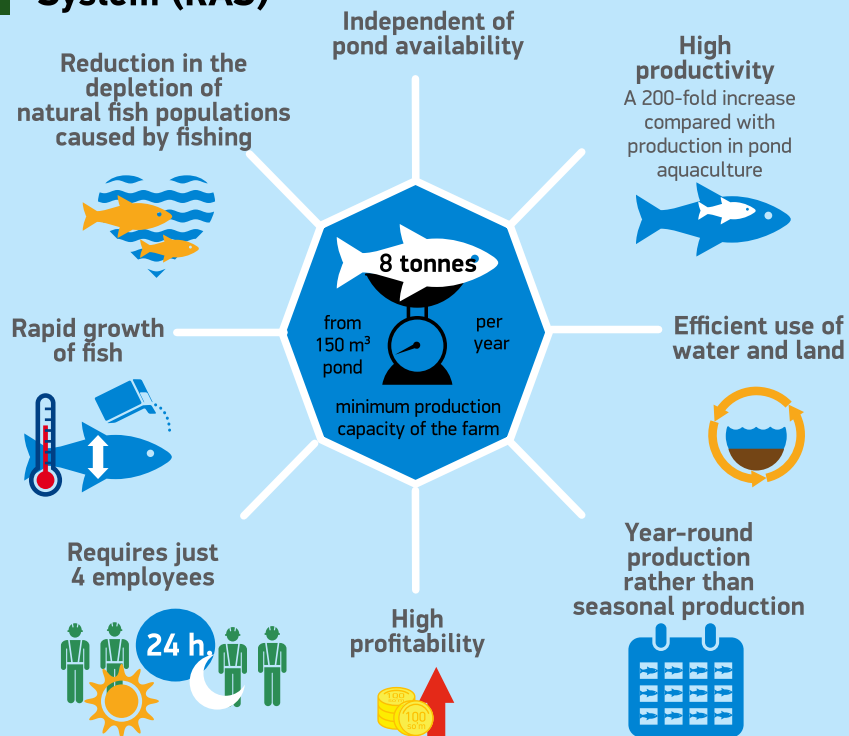 System (RAS)
Independent of
pond availability
High
productivity
A 200-fold increase
compared with
production in pond
aquaculture
Reduction in the
depletion of
natural fish populations
caused by fishing
8 tonnes
from
150 m³
pond
per
year
minimum production
capacity of the farm
Rapid growth
of fish
Efficient use of
water and land
Requires just
4 employees
24 h
High
profitability
100
so'm
100
so'm
Year-round
production
rather than
seasonal production